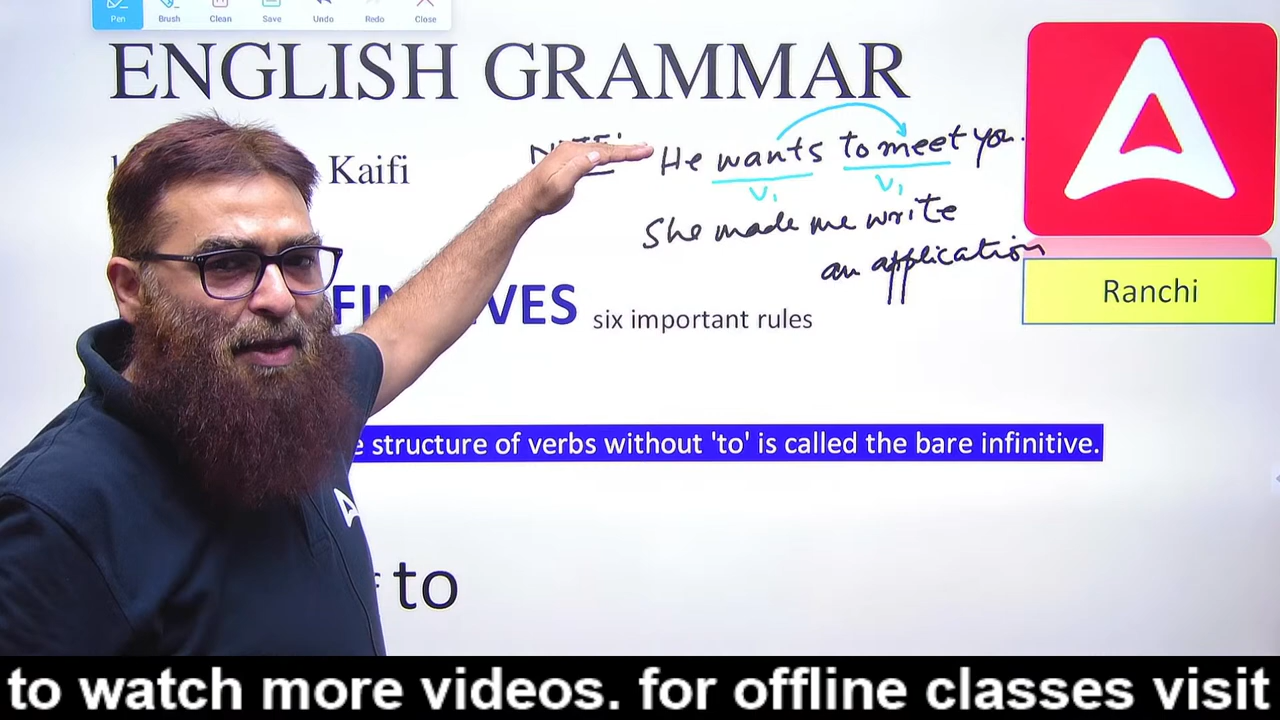 Pen Brush Clean Save Undo Redo Close
ENGLISH GRAMMAR
Kaifi
He wants to meet you.
V₁ V₁
She made me write
an application
Ranchi
six important rules
structure of verbs without 'to' is called the bare infinitive.
to
to watch more videos. for offline classes visit